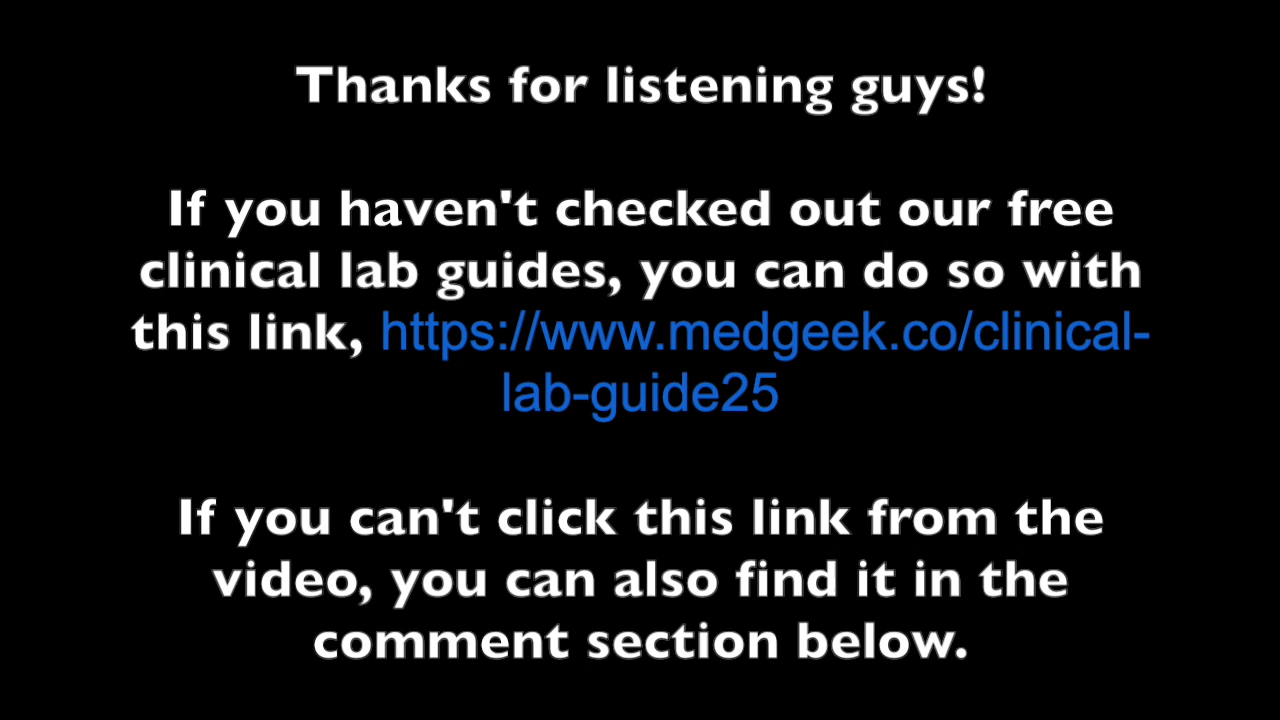 Thanks for listening guys!
If you haven't checked out our free
clinical lab guides, you can do so with
this link, https://www.medgeek.co/clinical-
lab-guide25
If you can't click this link from the
video, you can also find it in the
comment section below.